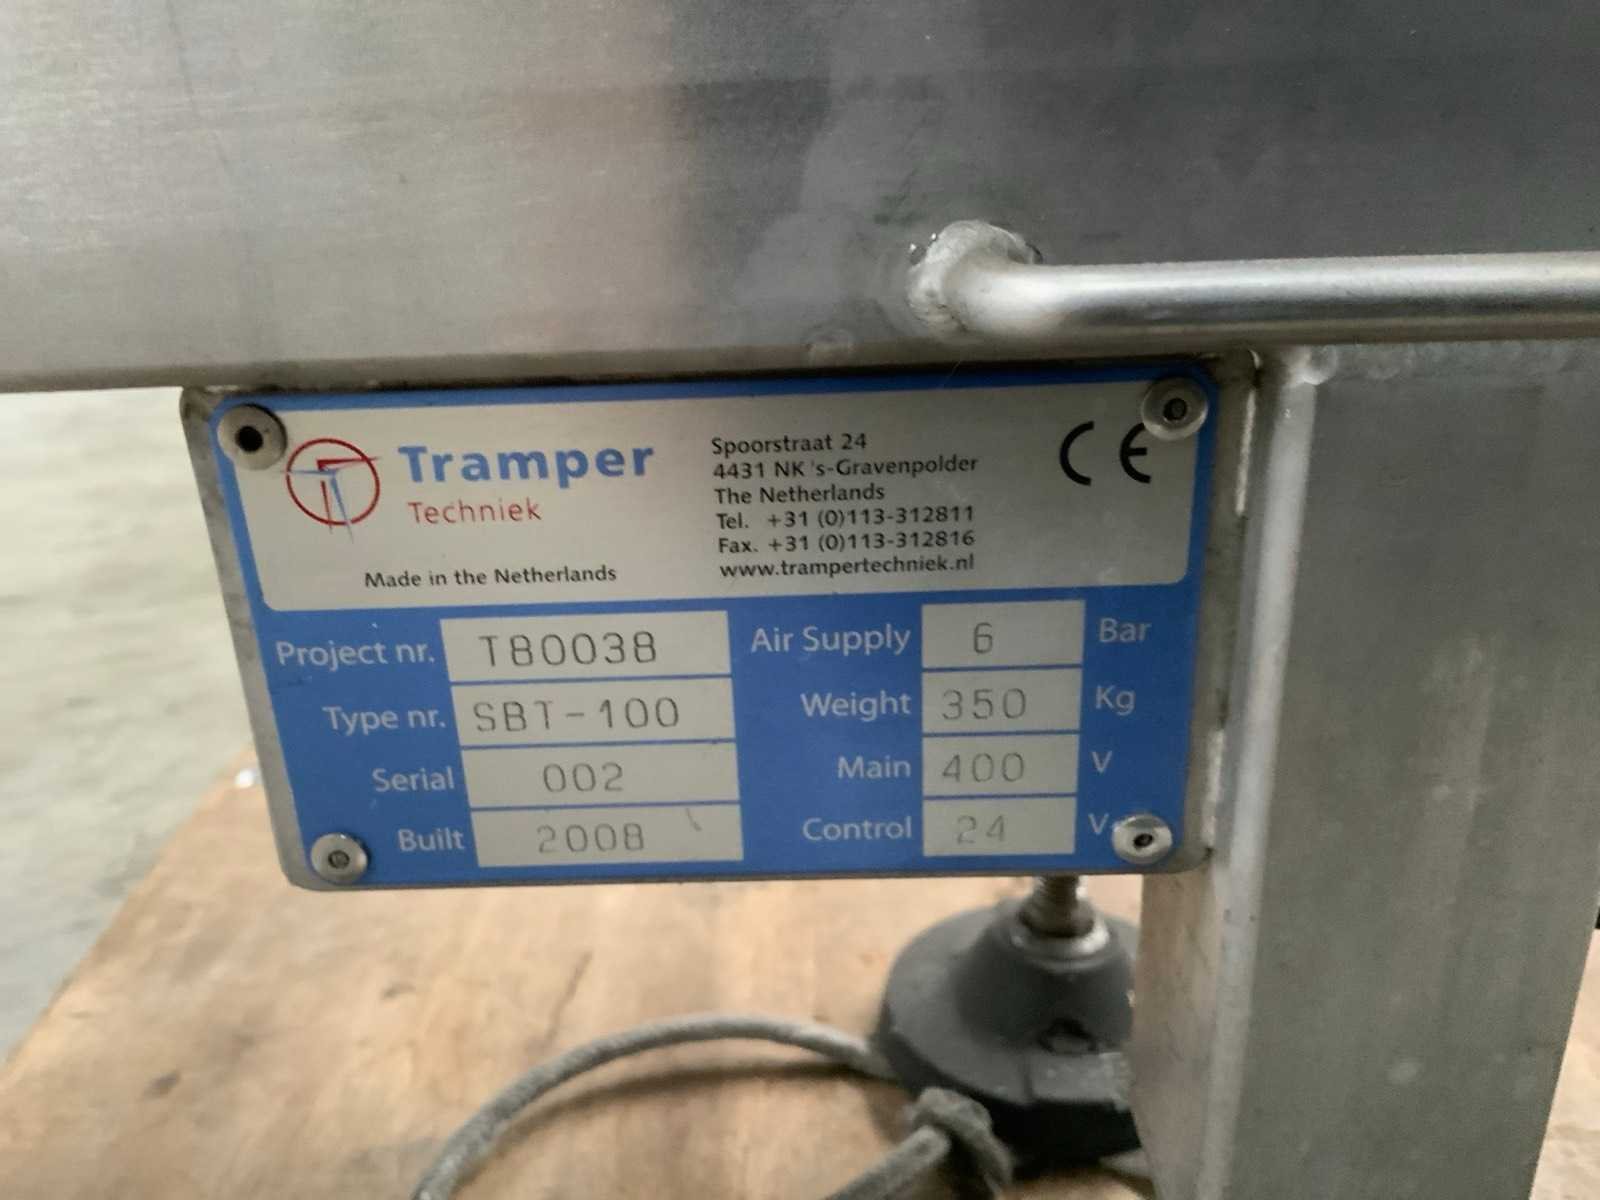 Tramper
Techniek
Made in the Netherlands
Spoorstraat 24
4431 NK 's-Gravenpolder
The Netherlands
Tel. +31 (0)113-312811
Fax. +31 (0)113-312816
www.trampertechniek.nl
CE
Project nr. T80038
Type nr. SBT-100
Serial 002
Built 2008
Air Supply 6 Bar
Weight 350 Kg
Main 400 V
Control 24 V